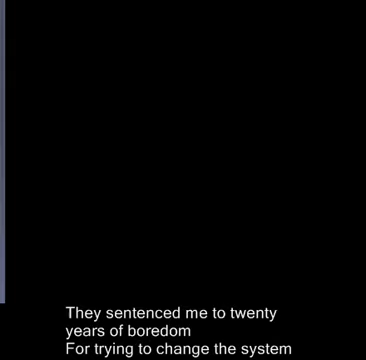 They sentenced me to twenty
years of boredom
For trying to change the system